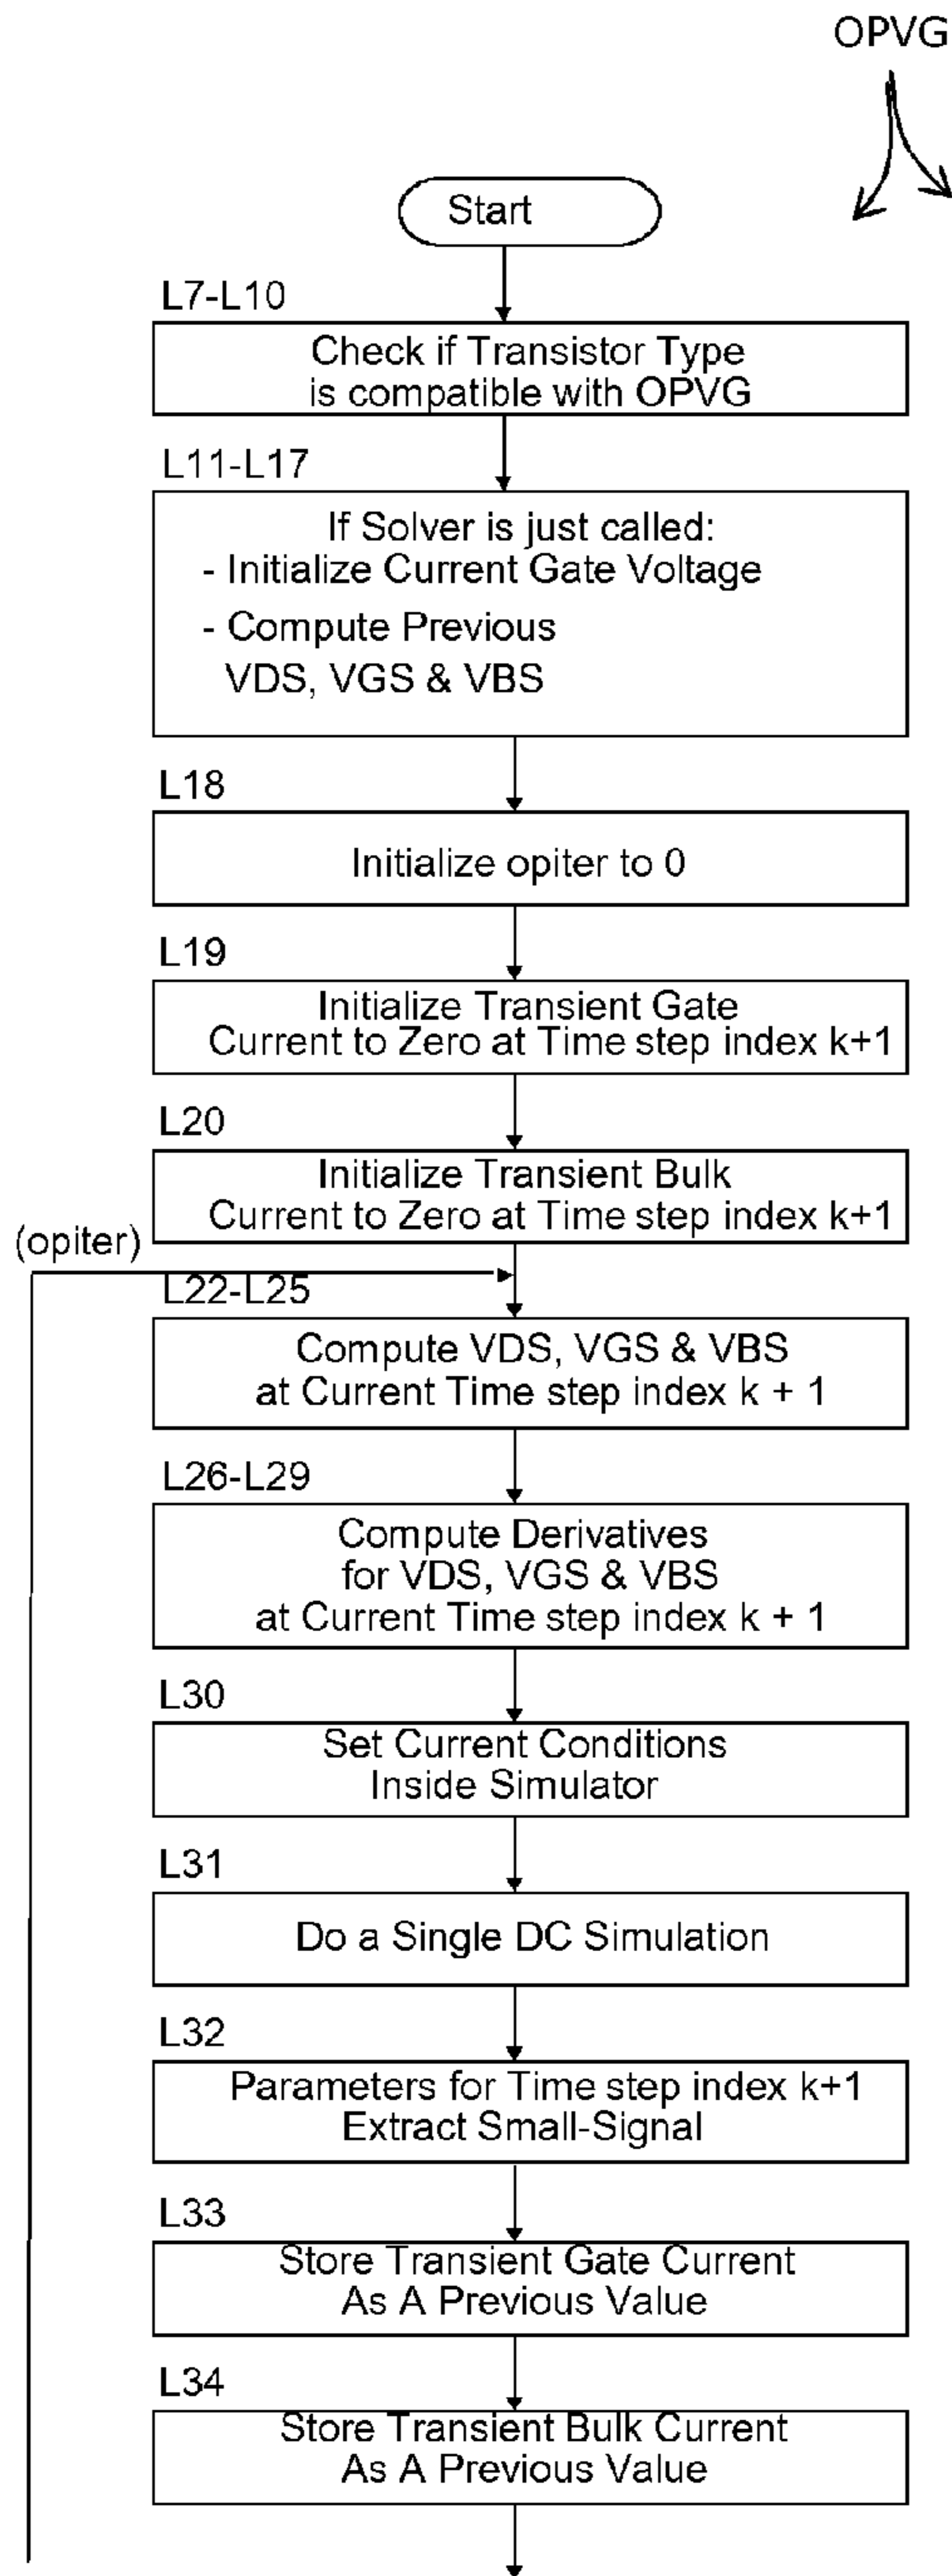 OPVG
Start
L7-L10
Check if Transistor Type
is compatible with OPVG
L11-L17
If Solver is just called:
- Initialize Current Gate Voltage
- Compute Previous
VDS, VGS & VBS
L18
Initialize opiter to 0
L19
Initialize Transient Gate
Current to Zero at Time step index k+1
L20
Initialize Transient Bulk
Current to Zero at Time step index k+1
(opiter)
L22-L25
Compute VDS, VGS & VBS
at Current Time step index k + 1
L26-L29
Compute Derivatives
for VDS, VGS & VBS
at Current Time step index k + 1
L30
Set Current Conditions
Inside Simulator
L31
Do a Single DC Simulation
L32
Parameters for Time step index k+1
Extract Small-Signal
L33
Store Transient Gate Current
As A Previous Value
L34
Store Transient Bulk Current
As A Previous Value